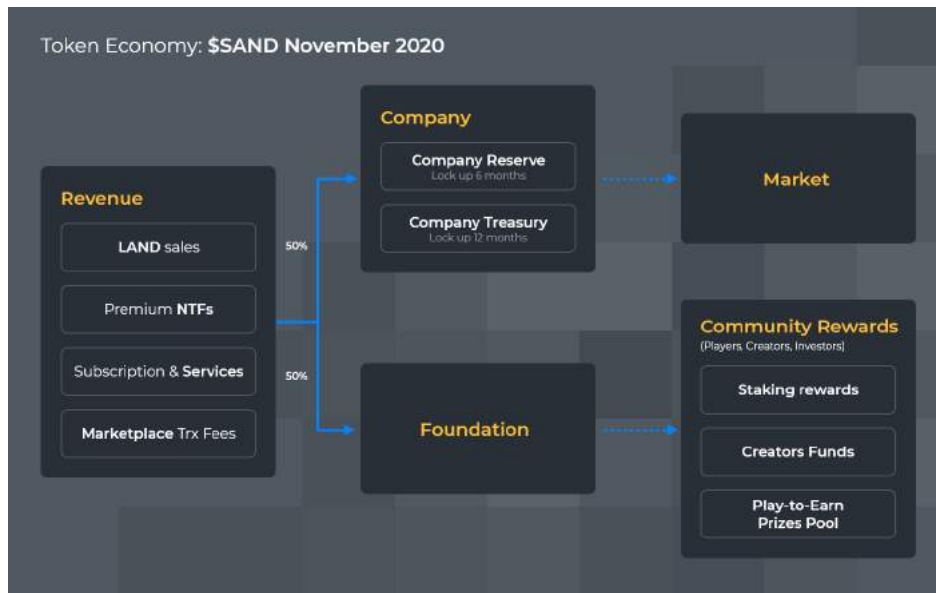 Token Economy: $SAND November 2020
Revenue
LAND sales
Premium NTFs
Subscription & Services
Marketplace Trx Fees
50%
50%
Company
Company Reserve
Lock up 6 months
Company Treasury
Lock up 12 months
Foundation
Market
Community Rewards
(Players, Creators, Investors)
Staking rewards
Creators Funds
Play-to-Earn
Prizes Pool